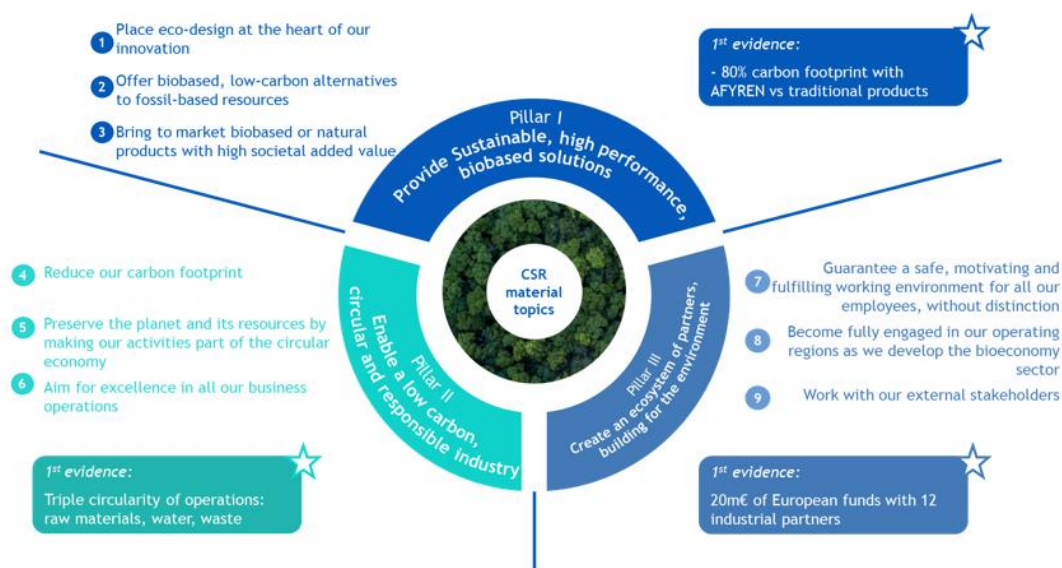 1 Place eco-design at the heart of our
innovation
2 Offer biobased, low-carbon alternatives
to fossil-based resources
3 Bring to market biobased or natural
products with high societal added value
1st evidence:
- 80% carbon footprint with
AFYREN vs traditional products
Pillar I
Provide Sustainable, high performance,
biobased solutions
CSR
material
topics
4 Reduce our carbon footprint
5 Preserve the planet and its resources by
making our activities part of the circular
economy
6 Aim for excellence in all our business
operations
Pillar II
Enable a low carbon,
circular and responsible industry
1st evidence:
Triple circularity of operations:
raw materials, water, waste
Pillar III
Create an ecosystem of partners,
building for the environment
7 Guarantee a safe, motivating and
fulfilling working environment for all our
employees, without distinction
8 Become fully engaged in our operating
regions as we develop the bioeconomy
sector
9 Work with our external stakeholders
1st evidence:
20m€ of European funds with 12
industrial partners